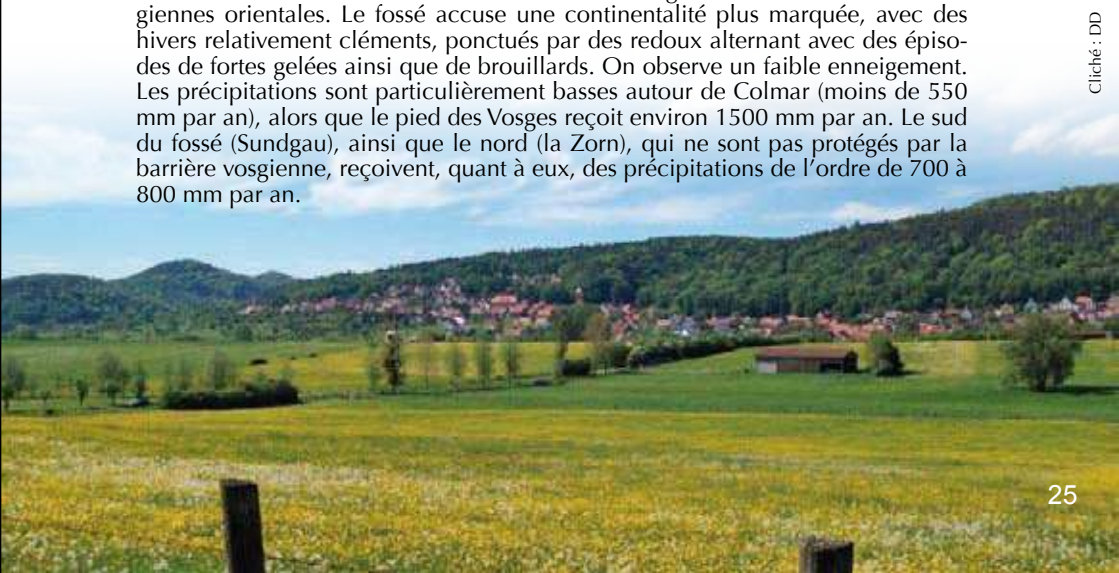 giennes orientales. Le fossé accuse une continentalité plus marquée, avec des
hivers relativement cléments, ponctués par des redoux alternant avec des épiso-
des de fortes gelées ainsi que de brouillards. On observe un faible enneigement.
Les précipitations sont particulièrement basses autour de Colmar (moins de 550
mm par an), alors que le pied des Vosges reçoit environ 1500 mm par an. Le sud
du fossé (Sundgau), ainsi que le nord (la Zorn), qui ne sont pas protégés par la
barrière vosgienne, reçoivent, quant à eux, des précipitations de l’ordre de 700 à
800 mm par an.
Cliché : DD
25